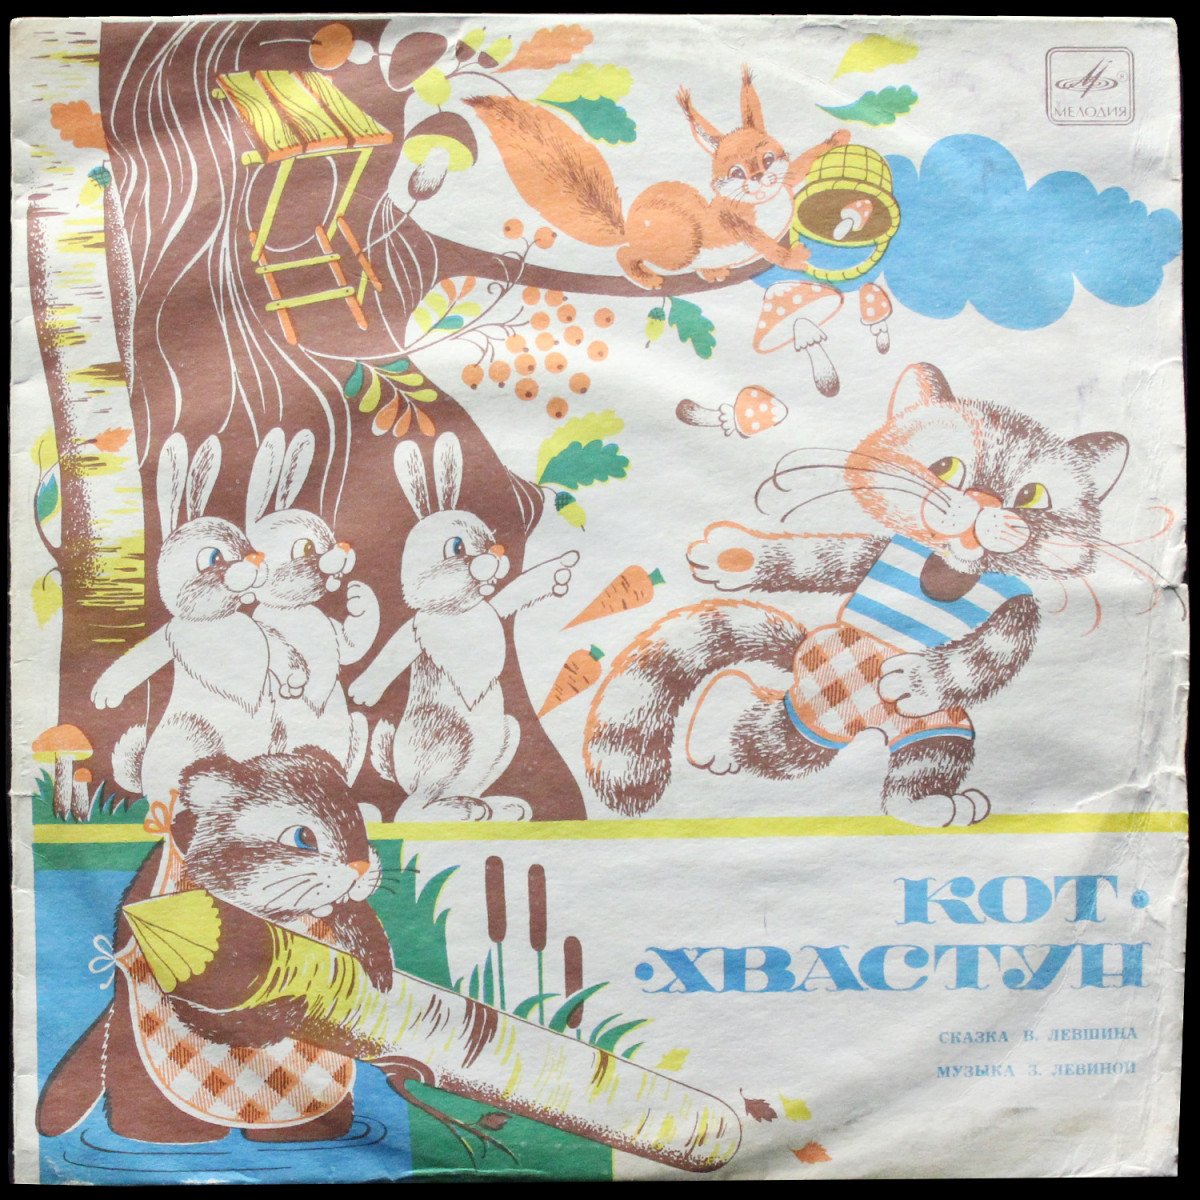 МЕЛОДИЯ
КОТ·
·ХВАСТУН
СКАЗКА В. ЛЕВШИНА
МУЗЫКА З. ЛЕВИНОЙ